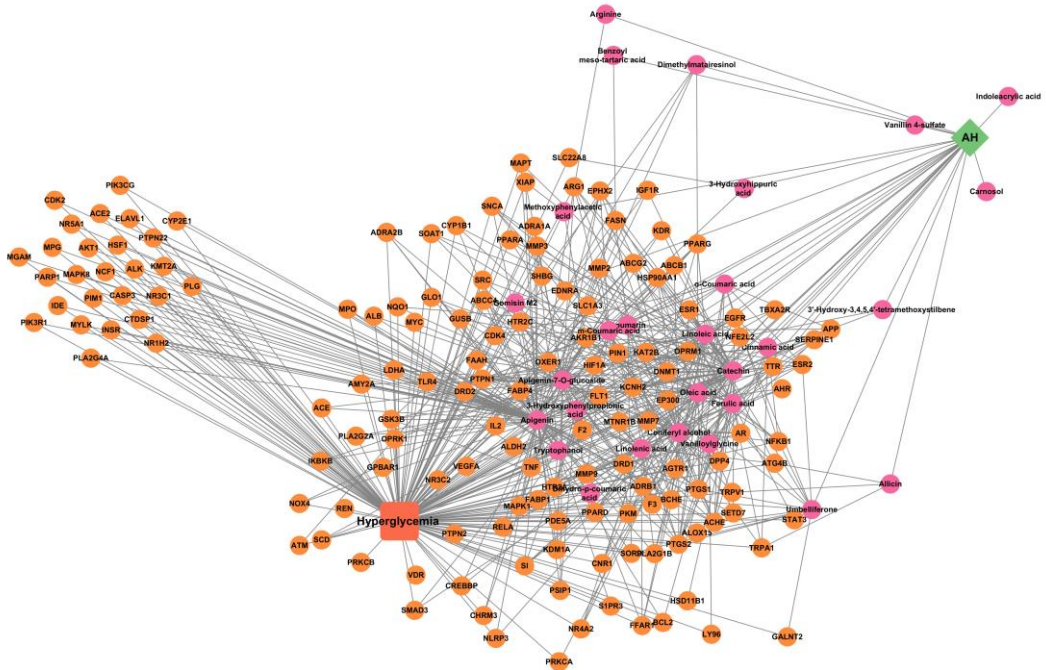 Arginine
Benzoyl
meso-tartaric acid
Dimethylmatairesinol
Indoleacrylic acid
Vanillin 4-sulfate
AH
Carnosol
SLC22A8
MAPT
XIAP
ARG1
EPHX2
IGF1R
3-Hydroxyhippuric
acid
PIK3CG
CDK2
ACE2
ELAVL1
CYP2E1
NR5A1
PTPN22
SNCA
Methoxyphenylacetic
acid
FASN
ADRA2B
SOAT1
CYP1B1
ADRA1A
KDR
PPARA
MMP3
PPARG
MGAM
MPG
AKT1
HSF1
KMT2A
ALK
PLG
PARP1
MAPK8
NCF1
CASP3
NR3C1
SRC
SHBG
MMP2
ABCG2
ABCB1
HSP90AA1
EDNRA
o-Coumaric acid
IDE
PIM1
CTDSP1
MPO
ALB
NQO1
GLO1
MYC
GUSB
Gomisin M2
HTR2C
SLC1A3
ESR1
EGFR
TBXA2R
3'-Hydroxy-3,4,5,4'-tetramethoxystilbene
PIK3R1
MYLK
INSR
NR1H2
CDK4
AKR1B1
m-Coumaric acid
Linoleic acid
NFE2L2
APP
SERPINE1
Cinnamic acid
PLA2G4A
LDHA
FAAH
OXER1
HIF1A
PIN1
KAT2B
OPRM1
DNMT1
Catechin
TTR
ESR2
AMY2A
TLR4
PTPN1
DRD2
FABP4
Apigenin-7-O-glucoside
FLT1
KCNH2
EP300
Oleic acid
AHR
ACE
GSK3B
3-Hydroxyphenylpropionic
acid
Ferulic acid
PLA2G2A
OPRK1
IL2
Apigenin
F2
MTNR1B
MMP7
Coniferyl alcohol
Vanilloylglycine
AR
NFKB1
IKBKB
GPBAR1
ALDH2
Tryptophanol
Linolenic acid
NR3C2
VEGFA
TNF
MMP9
DRD1
AGTR1
DPP4
ATG4B
NOX4
REN
FABP1
ADRB1
BCHE
PTGS1
TRPV1
Allicin
Hyperglycemia
MAPK1
PPARD
PKM
F3
SETD7
Umbelliferone
STAT3
ATM
SCD
PTPN2
RELA
PDE5A
ACHE
ALOX15
PTGS2
TRPA1
PRKCB
VDR
KDM1A
SI
CNR1
PLA2G1B
SMAD3
CREBBP
PSIP1
CHRM3
S1PR3
HSD11B1
NLRP3
NR4A2
FFAR1
BCL2
LY96
GALNT2
PRKCA